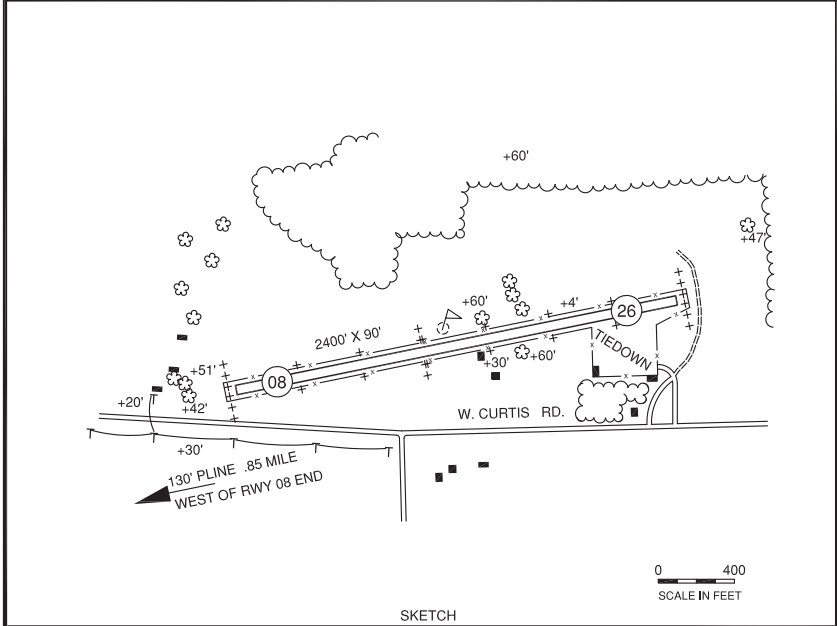 +60'
+47'
+60'
+4'
26
2400' X 90'
TIEDOWN
+51'
+30'
+60'
08
+20'
+42'
W. CURTIS RD.
+30'
130' PLINE .85 MILE
WEST OF RWY 08 END
0 400
SCALE IN FEET
SKETCH